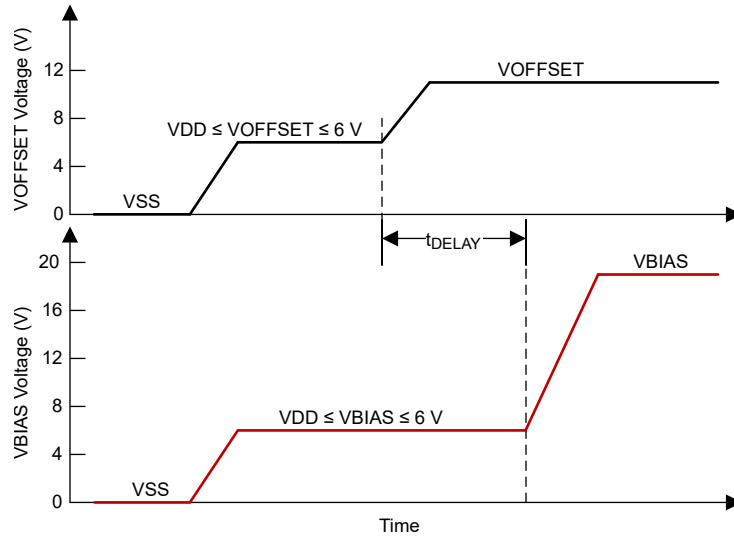 VOFFSET Voltage (V)
12
8
4
0
VOFFSET
VDD ≤ VOFFSET ≤ 6 V
VSS
tDELAY
VBIAS Voltage (V)
20
16
12
8
4
0
VBIAS
VDD ≤ VBIAS ≤ 6 V
VSS
Time